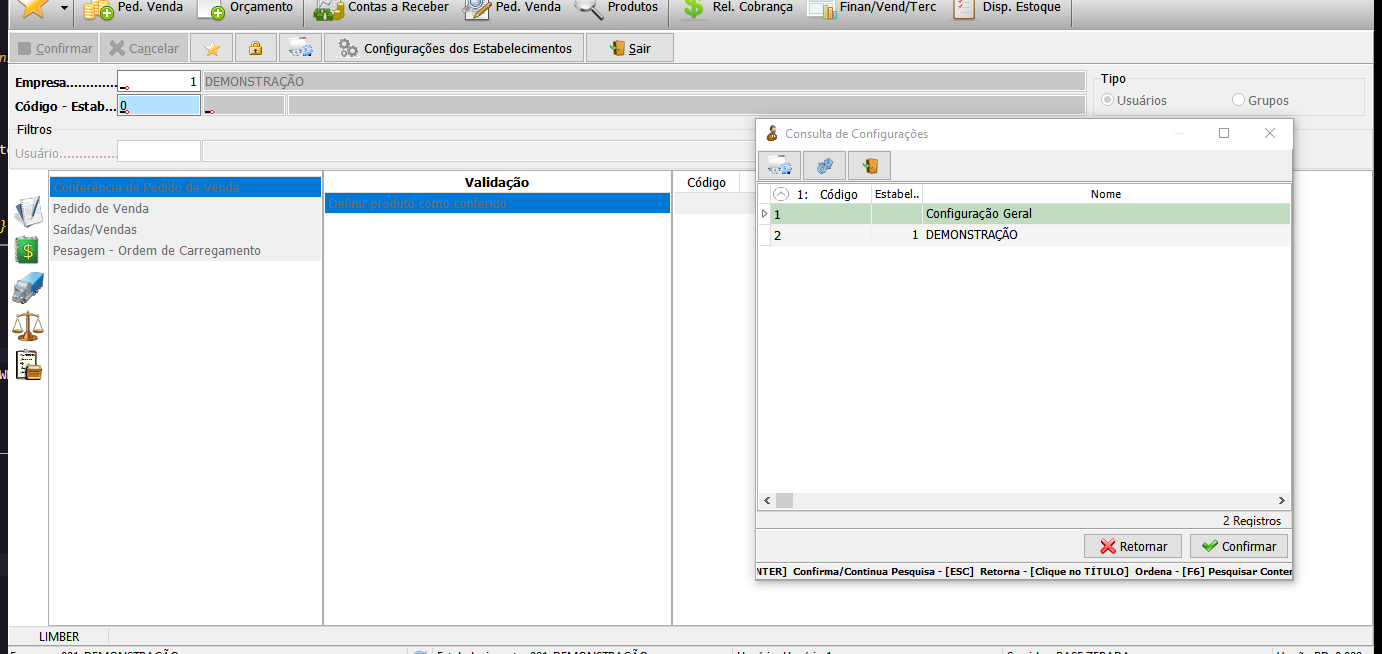 Ped. Venda Orçamento Contas a Receber Ped. Venda Produtos Rel. Cobrança Finan/Vend/Terc Disp. Estoque
Confirmar Cancelar Configurações dos Estabelecimentos Sair
Empresa............. 1 DEMONSTRAÇÃO
Código - Estab... 0
Tipo
Usuários Grupos
Filtros
Usuário...............
Conferência de Pedido de Venda
Pedido de Venda
Saídas/Vendas
Pesagem - Ordem de Carregamento
Validação
Definir produto como conferido
Código
Consulta de Configurações
1: Código Estabel.. Nome
1 Configuração Geral
2 1 DEMONSTRAÇÃO
2 Registros
Retornar Confirmar
NTER] Confirma/Continua Pesquisa - [ESC] Retorna - [Clique no TÍTULO] Ordena - [F6] Pesquisar Conter
LIMBER